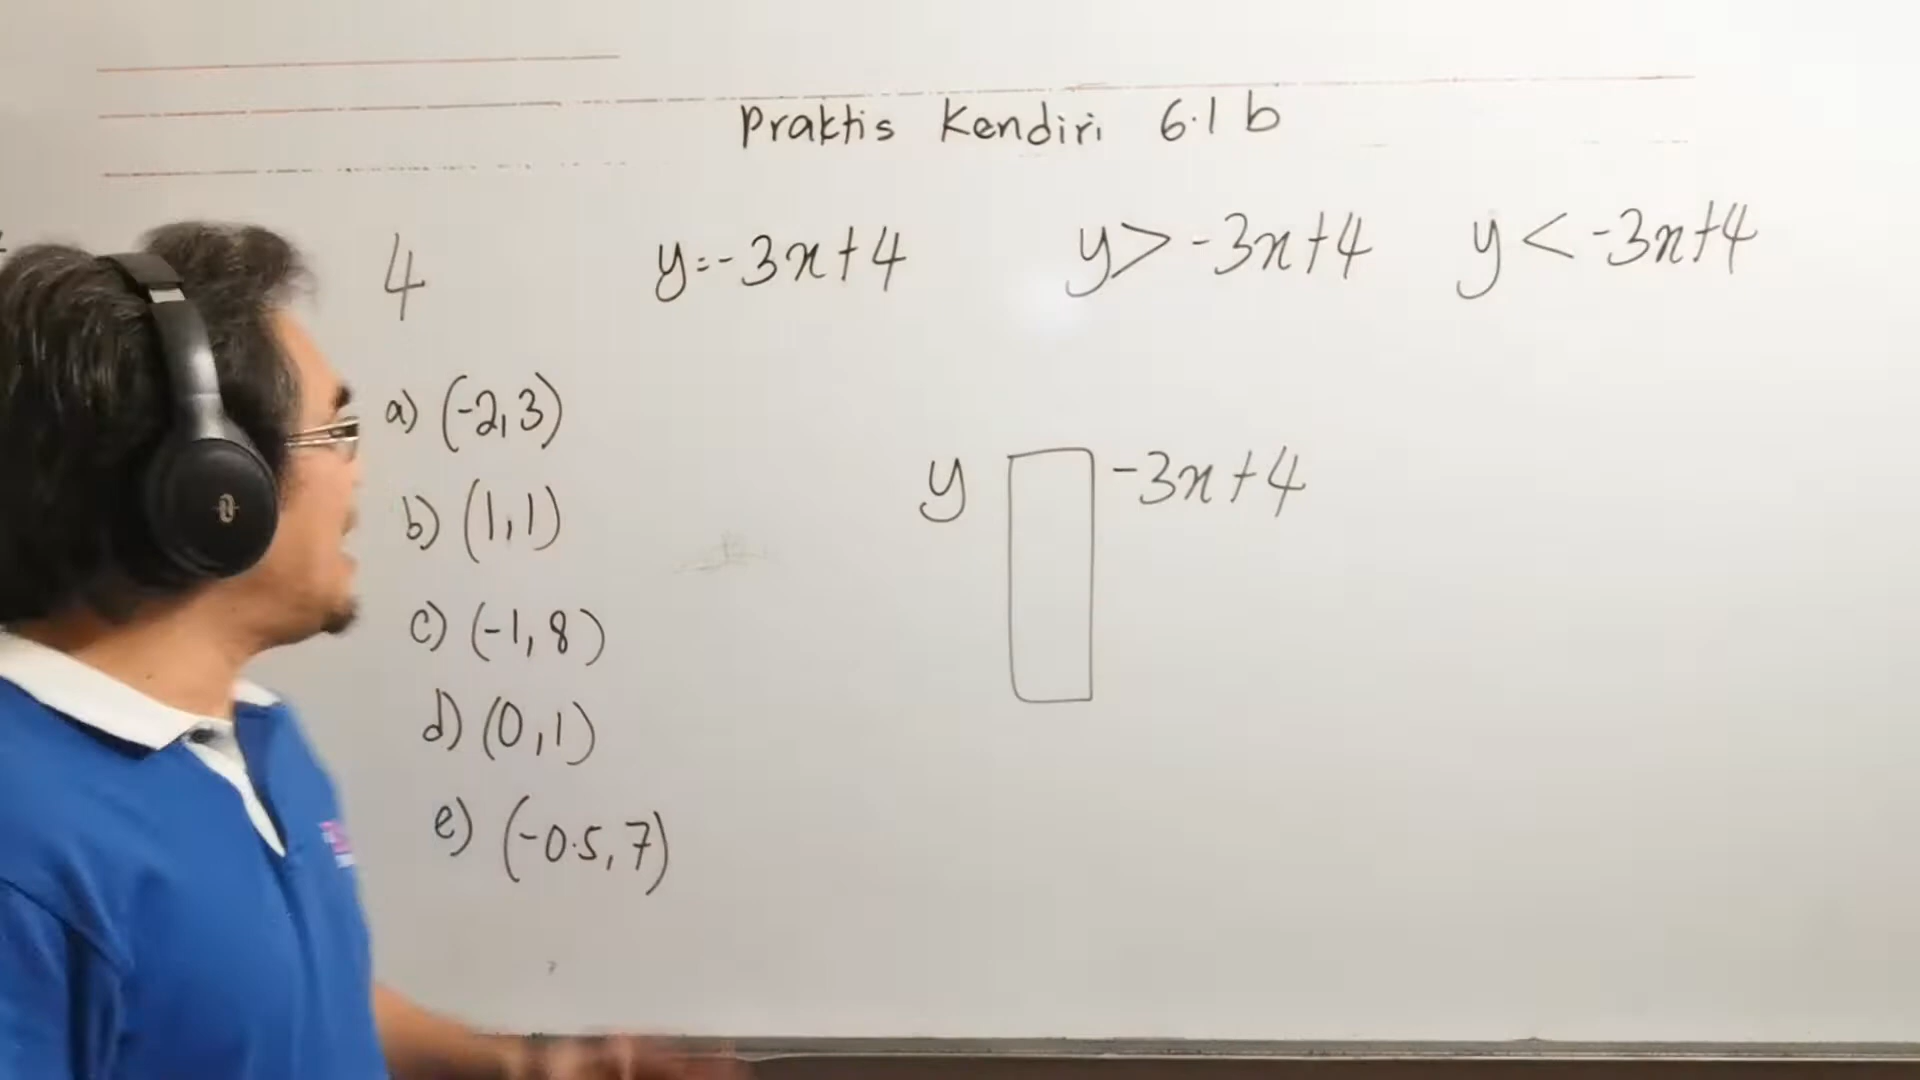 Praktis Kendiri 6.1 b
4 y=-3x+4 y>-3x+4 y<-3x+4
a) (-2,3)
y -3x+4
b) (1,1)
c) (-1,8)
d) (0,1)
e) (-0.5,7)